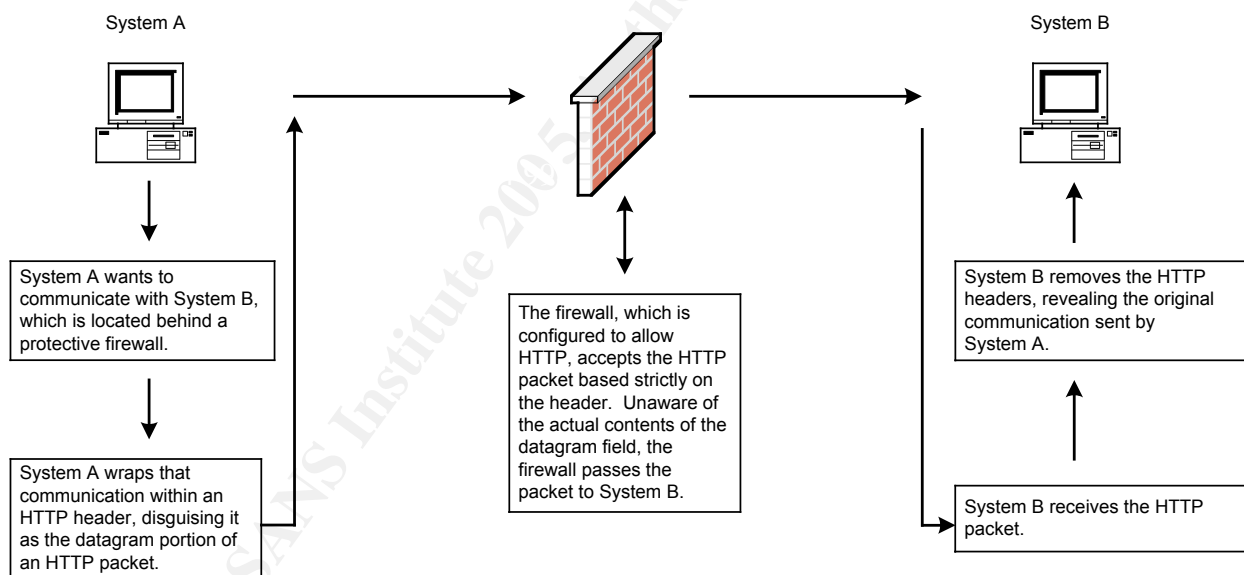 System A
System B
System A wants to
communicate with System B,
which is located behind a
protective firewall.
System A wraps that
communication within an
HTTP header, disguising it
as the datagram portion of
an HTTP packet.
The firewall, which is
configured to allow
HTTP, accepts the HTTP
packet based strictly on
the header. Unaware of
the actual contents of the
datagram field, the
firewall passes the
packet to System B.
System B removes the HTTP
headers, revealing the original
communication sent by
System A.
System B receives the HTTP
packet.
SANS Institute 2005,